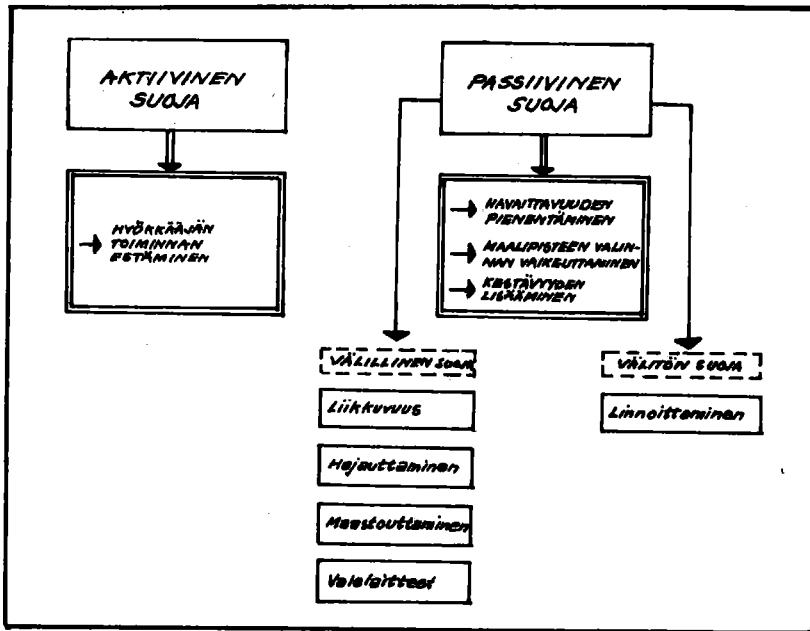 AKTIIVINEN
SUOJA
HYÖKKÄÄJÄN
TOIMINNAN
ESTÄMINEN
PASSIIVINEN
SUOJA
HAVAITTAVUUDEN
PIENENTÄMINEN
MAALIPISTEEN VALIN-
NAN VAIKEUTTAMINEN
KESTÄVYYDEN
LISÄÄMINEN
VÄLILLINEN SUOJA
Liikkuvuus
Hajauttaminen
Maastouttaminen
Valelaitteet
VÄLITÖN SUOJA
Linnoittaminen